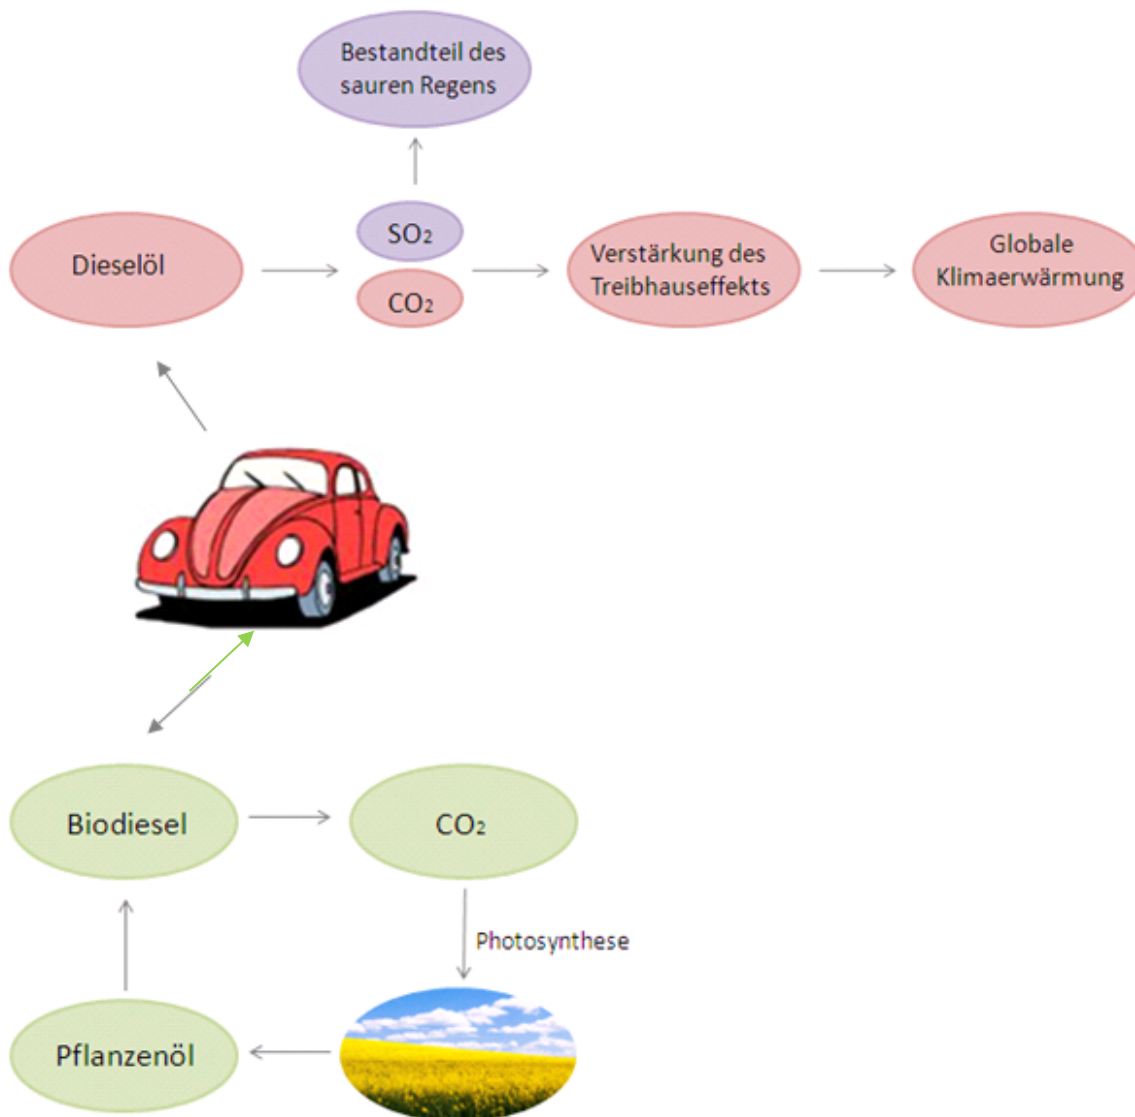 Bestandteil des
sauren Regens
SO₂
Dieselöl
CO₂
Verstärkung des
Treibhauseffekts
Globale
Klimaerwärmung
Biodiesel
CO₂
Photosynthese
Pflanzenöl